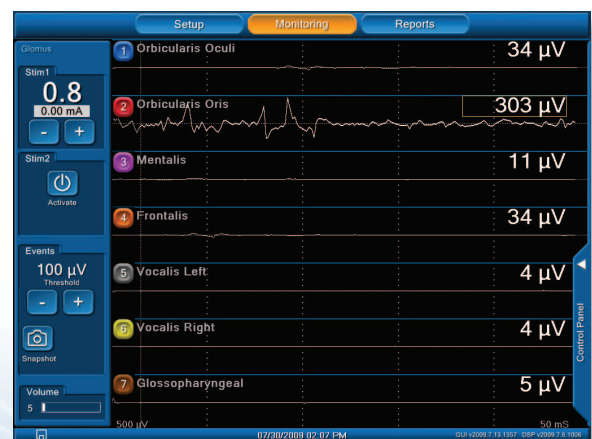 Setup Monitoring Reports
Glomus
Stim1
0.8
0.00 mA
- +
Stim2
Activate
Events
100 µV
Threshold
- +
Snapshot
Volume
5
1 Orbicularis Oculi 34 µV
2 Orbicularis Oris 303 µV
3 Mentalis 11 µV
4 Frontalis 34 µV
5 Vocalis Left 4 µV
6 Vocalis Right 4 µV
7 Glossopharyngeal 5 µV
Control Panel
500 µV 50 mS
07/30/2009 02:07 PM GUI v2009.7.13.1357 DSP v2009.7.6.1006